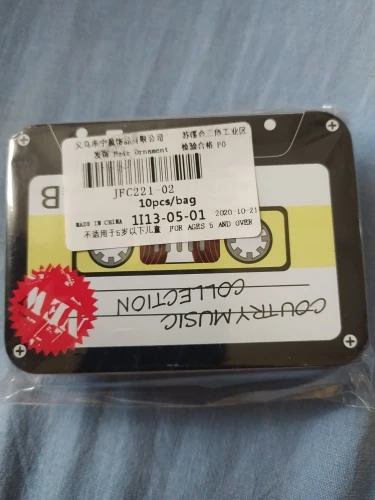 义乌市宁晨饰品有限公司 苏溪合三角工业区
发饰 Hair Ornament 检验合格 P0
JFC221-02
10pcs/bag
MADE IN CHINA 1I13-05-01 2020-10-21
不适用于5岁以下儿童 FOR AGES 5 AND OVER
B
NEW
COUTRY MUSIC
COLLECTION